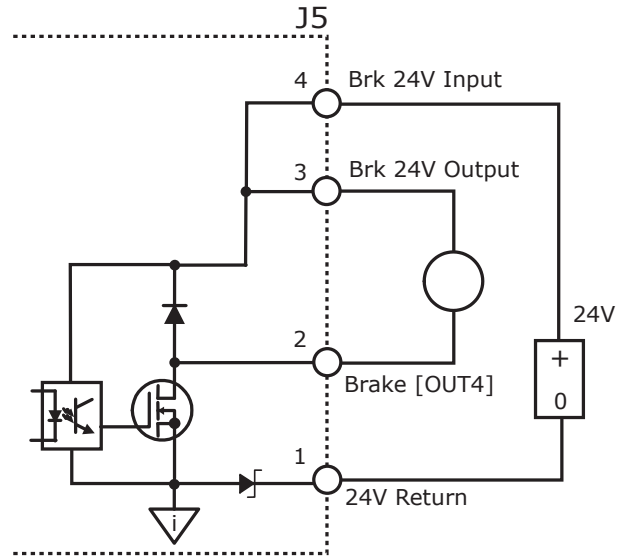 J5
4 Brk 24V Input
3 Brk 24V Output
24V
2
+
Brake [OUT4]
0
1
24V Return
i